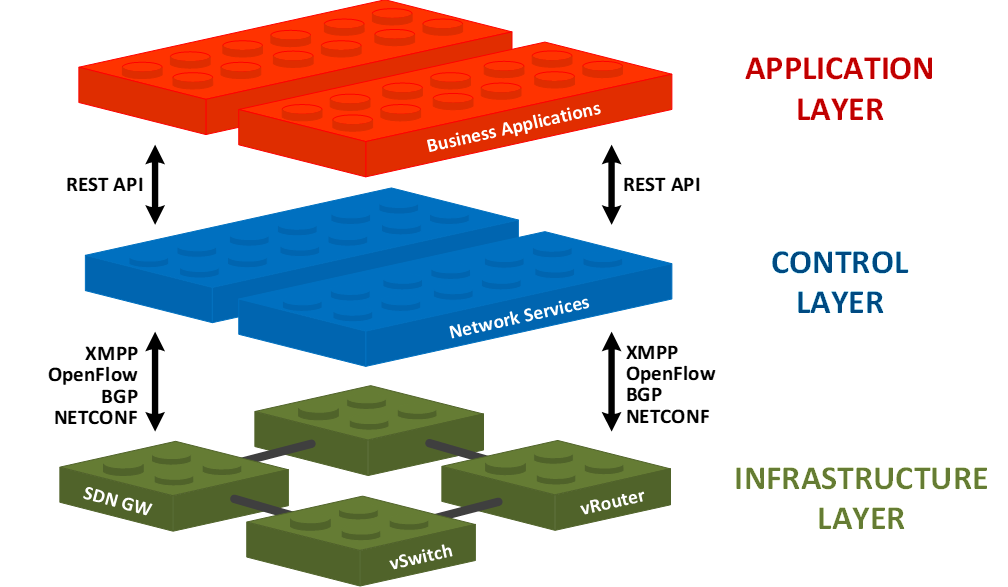 APPLICATION
LAYER
Business Applications
REST API
REST API
CONTROL
LAYER
Network Services
XMPP
OpenFlow
BGP
NETCONF
XMPP
OpenFlow
BGP
NETCONF
INFRASTRUCTURE
LAYER
SDN GW
vRouter
vSwitch